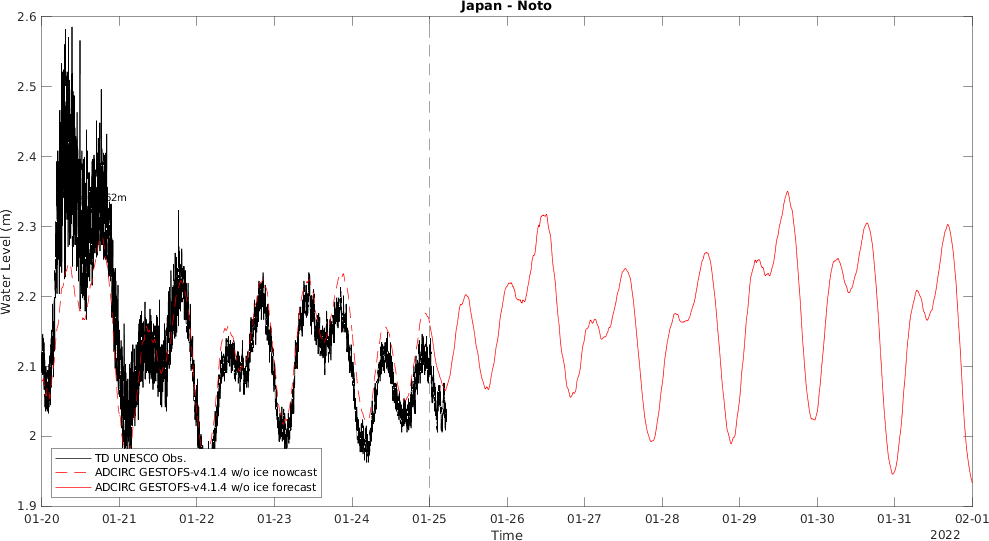 Japan - Noto
Water Level (m)
2.6
2.5
2.4
2.3
2.2
2.1
2
1.9
TD UNESCO Obs.
ADCIRC GESTOFS-v4.1.4 w/o ice nowcast
ADCIRC GESTOFS-v4.1.4 w/o ice forecast
01-20 01-21 01-22 01-23 01-24 01-25 01-26 01-27 01-28 01-29 01-30 01-31 02-01
Time
2022